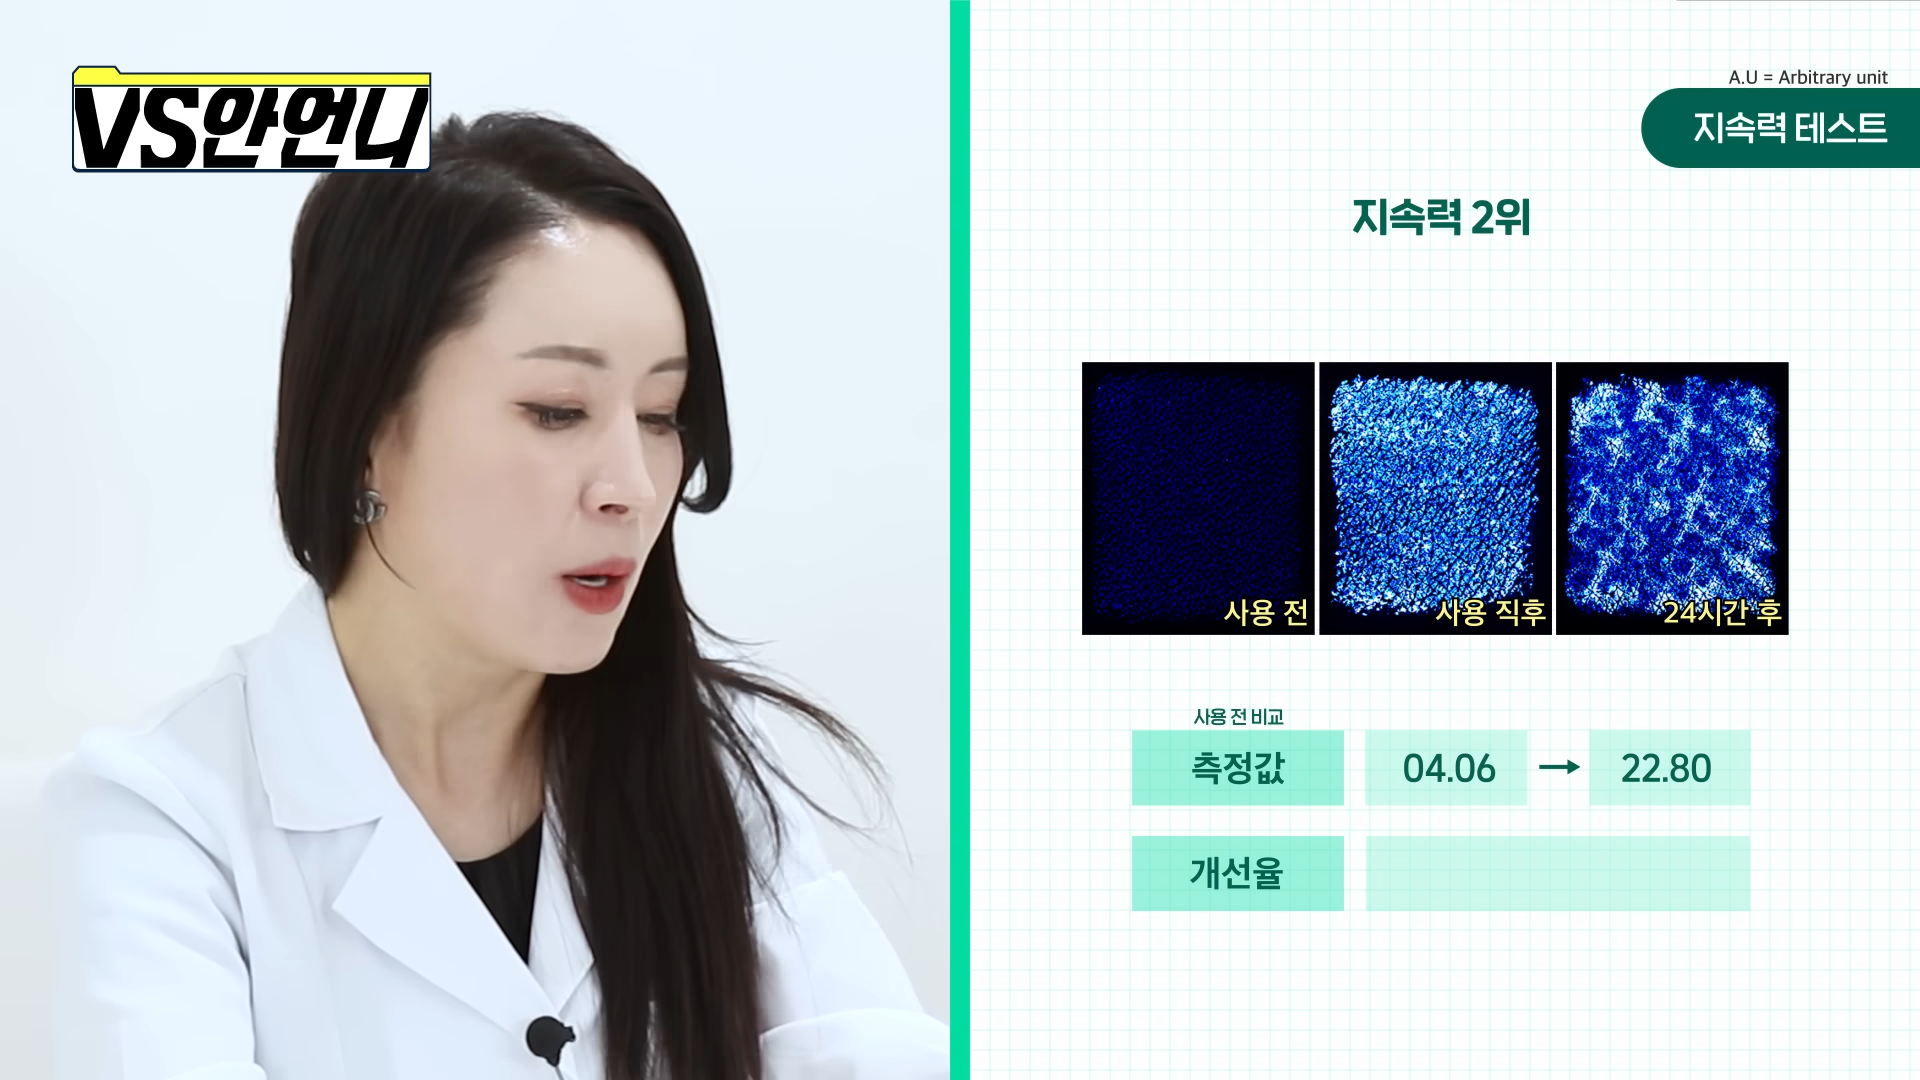 VS안언니
A.U = Arbitrary unit
지속력 테스트
지속력 2위
사용 전
사용 직후
24시간 후
사용 전 비교
측정값
04.06
22.80
개선율